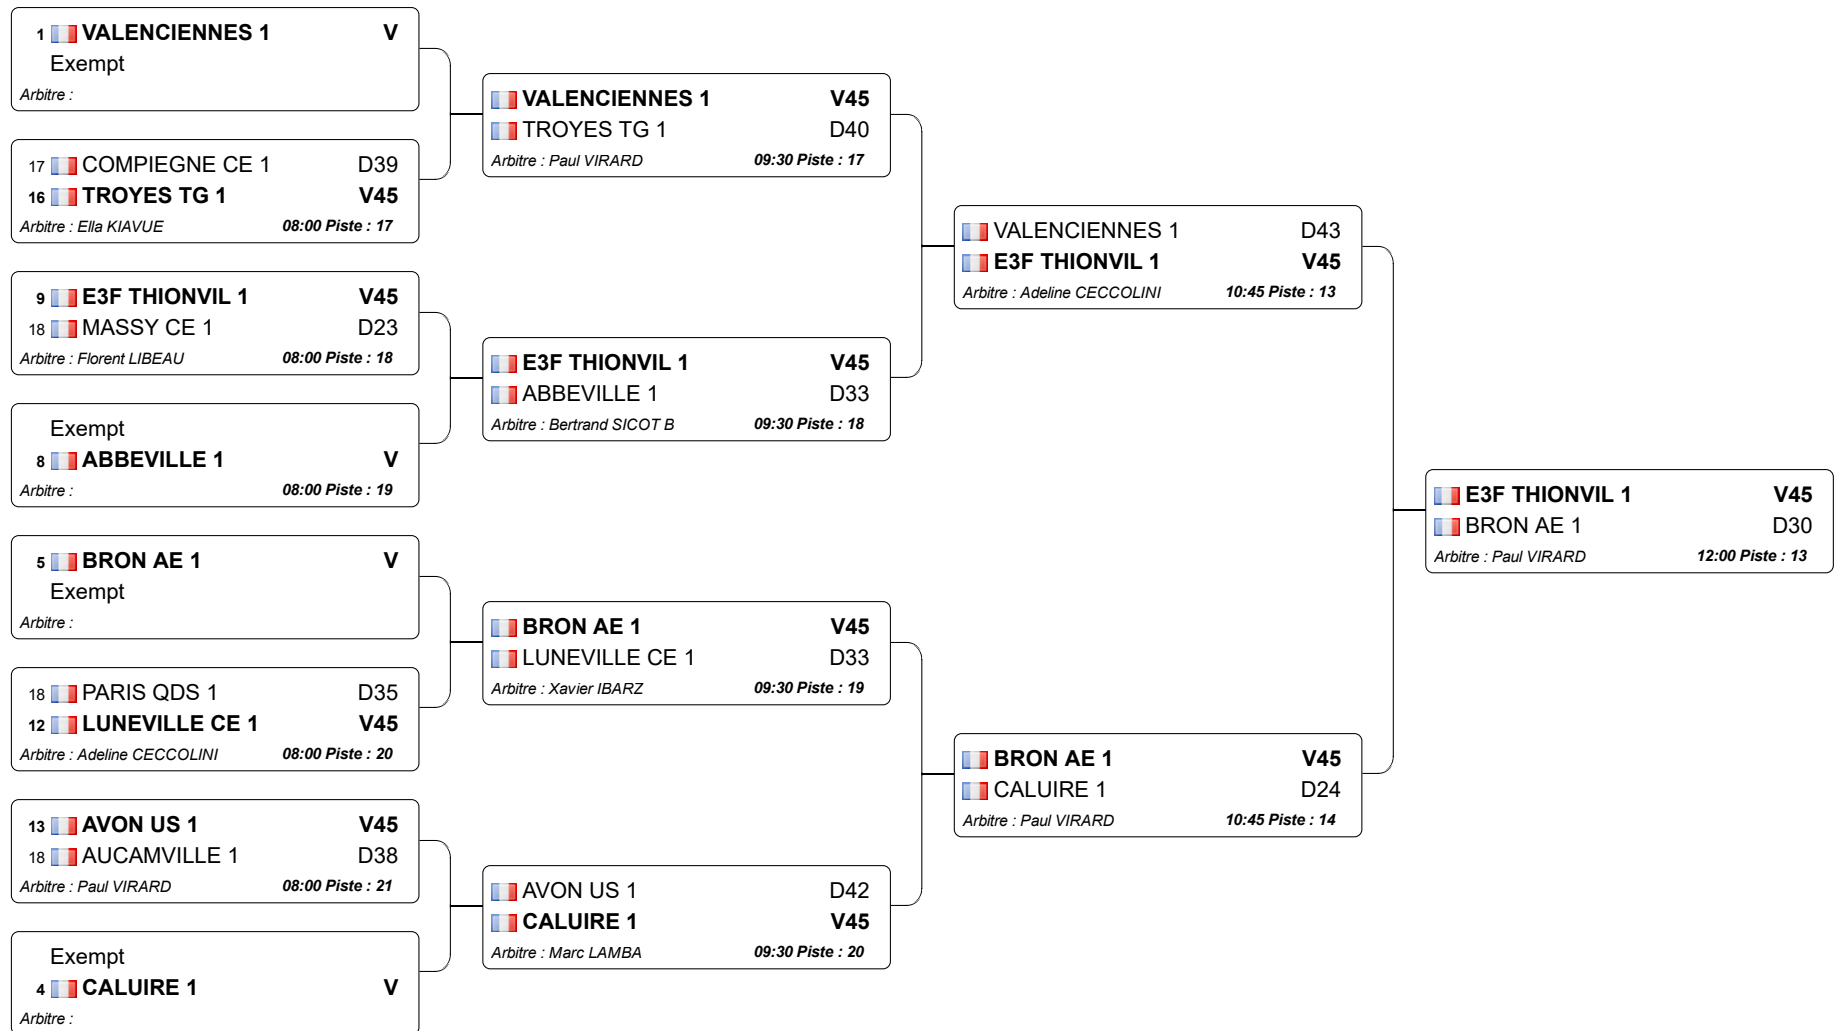 1 VALENCIENNES 1 V
Exempt
Arbitre :
17 COMPIEGNE CE 1 D39
16 TROYES TG 1 V45
Arbitre : Ella KIAVUE 08:00 Piste : 17
9 E3F THIONVIL 1 V45
18 MASSY CE 1 D23
Arbitre : Florent LIBEAU 08:00 Piste : 18
Exempt
8 ABBEVILLE 1 V
Arbitre : 08:00 Piste : 19
5 BRON AE 1 V
Exempt
Arbitre :
18 PARIS QDS 1 D35
12 LUNEVILLE CE 1 V45
Arbitre : Adeline CECCOLINI 08:00 Piste : 20
13 AVON US 1 V45
18 AUCAMVILLE 1 D38
Arbitre : Paul VIRARD 08:00 Piste : 21
Exempt
4 CALUIRE 1 V
Arbitre :
VALENCIENNES 1 V45
TROYES TG 1 D40
Arbitre : Paul VIRARD 09:30 Piste : 17
E3F THIONVIL 1 V45
ABBEVILLE 1 D33
Arbitre : Bertrand SICOT B 09:30 Piste : 18
BRON AE 1 V45
LUNEVILLE CE 1 D33
Arbitre : Xavier IBARZ 09:30 Piste : 19
AVON US 1 D42
CALUIRE 1 V45
Arbitre : Marc LAMBA 09:30 Piste : 20
VALENCIENNES 1 D43
E3F THIONVIL 1 V45
Arbitre : Adeline CECCOLINI 10:45 Piste : 13
BRON AE 1 V45
CALUIRE 1 D24
Arbitre : Paul VIRARD 10:45 Piste : 14
E3F THIONVIL 1 V45
BRON AE 1 D30
Arbitre : Paul VIRARD 12:00 Piste : 13